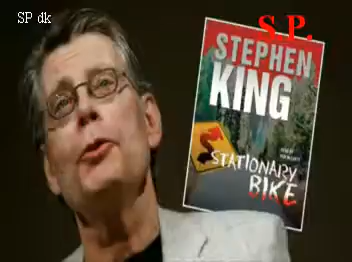 SP dk
S.P.
STEPHEN
KING
STATIONARY
BIKE